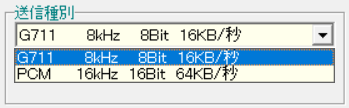 送信種別
G711 8kHz 8Bit 16KB/秒
G711 8kHz 8Bit 16KB/秒
PCM 16kHz 16Bit 64KB/秒